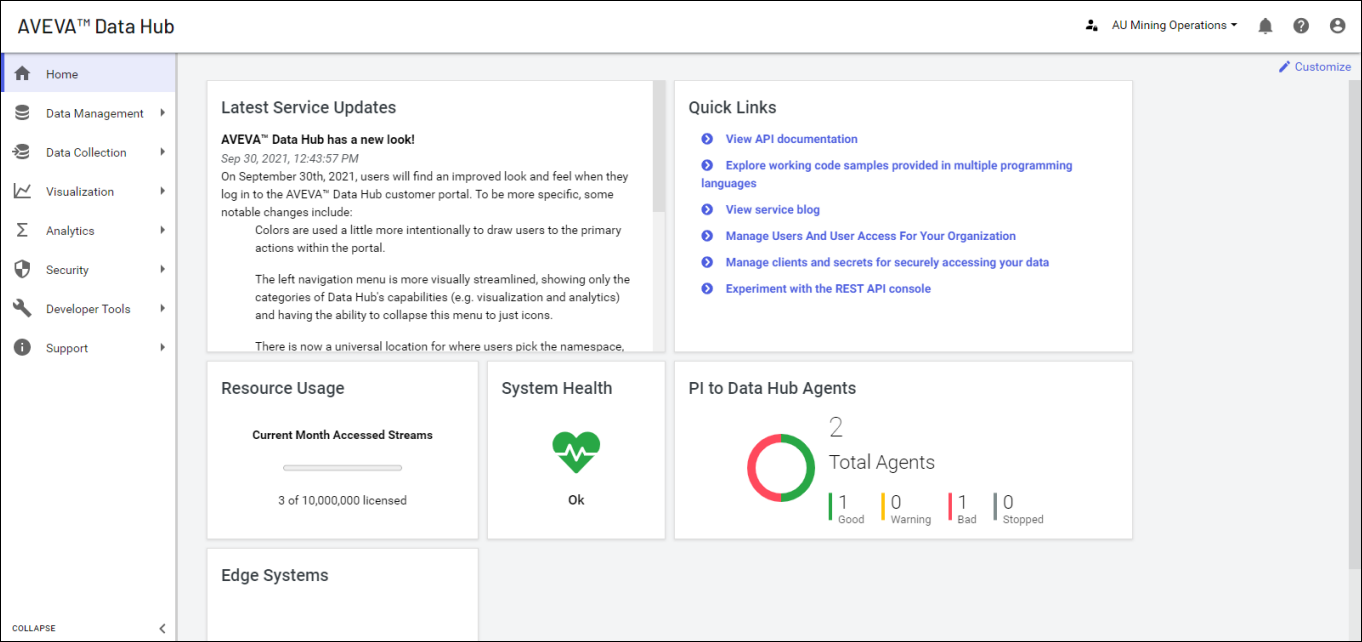 AVEVA™ Data Hub
AU Mining Operations
Customize
Home
Data Management
Data Collection
Visualization
Analytics
Security
Developer Tools
Support
COLLAPSE
Latest Service Updates
AVEVA™ Data Hub has a new look!
Sep 30, 2021, 12:43:57 PM
On September 30th, 2021, users will find an improved look and feel when they
log in to the AVEVA™ Data Hub customer portal. To be more specific, some
notable changes include:
Colors are used a little more intentionally to draw users to the primary
actions within the portal.
The left navigation menu is more visually streamlined, showing only the
categories of Data Hub's capabilities (e.g. visualization and analytics)
and having the ability to collapse this menu to just icons.
There is now a universal location for where users pick the namespace,
Quick Links
View API documentation
Explore working code samples provided in multiple programming
languages
View service blog
Manage Users And User Access For Your Organization
Manage clients and secrets for securely accessing your data
Experiment with the REST API console
Resource Usage
Current Month Accessed Streams
3 of 10,000,000 licensed
System Health
Ok
PI to Data Hub Agents
2
Total Agents
1 0 1 0
Good Warning Bad Stopped
Edge Systems